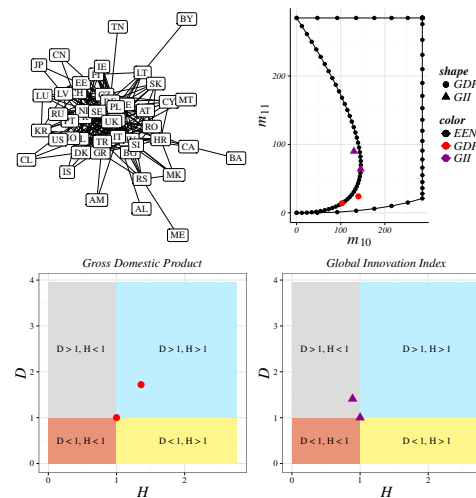 BY
TN
CN
IE
JP
LT
EE
SK
LU
LV
CY
MT
PL
AT
RU
SE
UK
RO
KR
US
IT
TR
HR
SI
CA
CL
DK
GR
BA
IS
RS
MK
AM
AL
ME
m11
300
200
100
0
0
100
200
m10
shape
GDP
GII
color
EEN
GDP
GII
Gross Domestic Product
4
3
2
1
0
D
D > 1, H < 1
D > 1, H > 1
D < 1, H < 1
D < 1, H > 1
0
1
2
H
Global Innovation Index
4
3
2
1
0
D
D > 1, H < 1
D > 1, H > 1
D < 1, H < 1
D < 1, H > 1
0
1
2
H